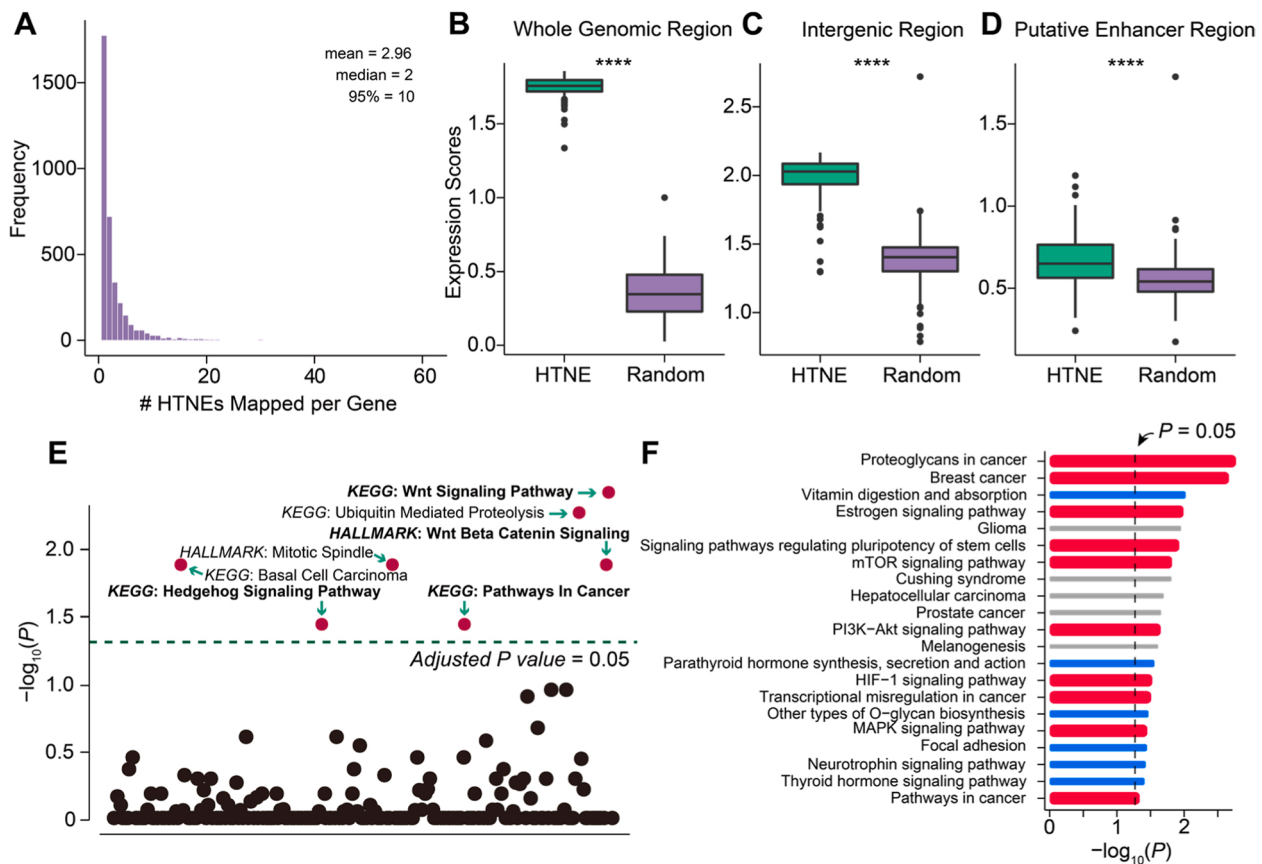 A
mean = 2.96
median = 2
95% = 10
Frequency
1500
1000
500
0
0 20 40 60
# HTNEs Mapped per Gene
B
Whole Genomic Region
****
Expression Scores
1.5
1.0
0.5
0.0
HTNE Random
C
Intergenic Region
****
2.5
2.0
1.5
1.0
HTNE Random
D
Putative Enhancer Region
****
1.5
1.0
0.5
HTNE Random
E
KEGG: Wnt Signaling Pathway
KEGG: Ubiquitin Mediated Proteolysis
HALLMARK: Wnt Beta Catenin Signaling
HALLMARK: Mitotic Spindle
KEGG: Basal Cell Carcinoma
KEGG: Hedgehog Signaling Pathway
KEGG: Pathways In Cancer
Adjusted P value = 0.05
−log10(P)
2.0
1.5
1.0
0.5
0
F
P = 0.05
Proteoglycans in cancer
Breast cancer
Vitamin digestion and absorption
Estrogen signaling pathway
Glioma
Signaling pathways regulating pluripotency of stem cells
mTOR signaling pathway
Cushing syndrome
Hepatocellular carcinoma
Prostate cancer
PI3K−Akt signaling pathway
Melanogenesis
Parathyroid hormone synthesis, secretion and action
HIF−1 signaling pathway
Transcriptional misregulation in cancer
Other types of O−glycan biosynthesis
MAPK signaling pathway
Focal adhesion
Neurotrophin signaling pathway
Thyroid hormone signaling pathway
Pathways in cancer
0 1 2
−log10(P)